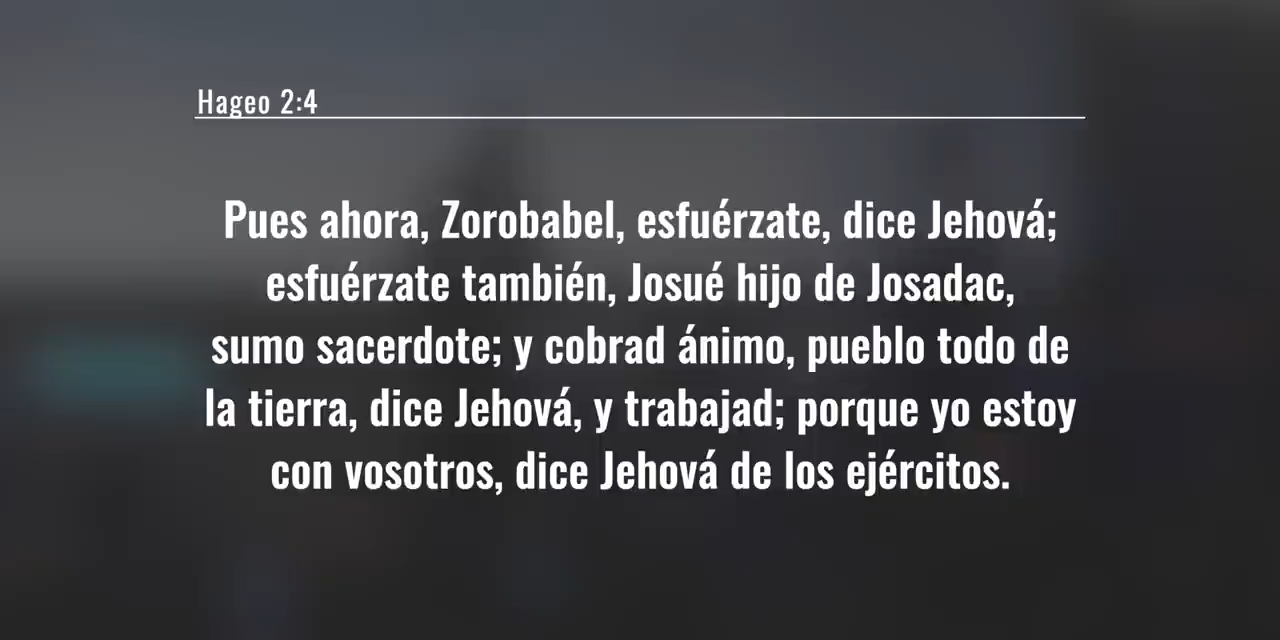 Hageo 2:4
Pues ahora, Zorobabel, esfuérzate, dice Jehová;
esfuérzate también, Josué hijo de Josadac,
sumo sacerdote; y cobrad ánimo, pueblo todo de
la tierra, dice Jehová, y trabajad; porque yo estoy
con vosotros, dice Jehová de los ejércitos.